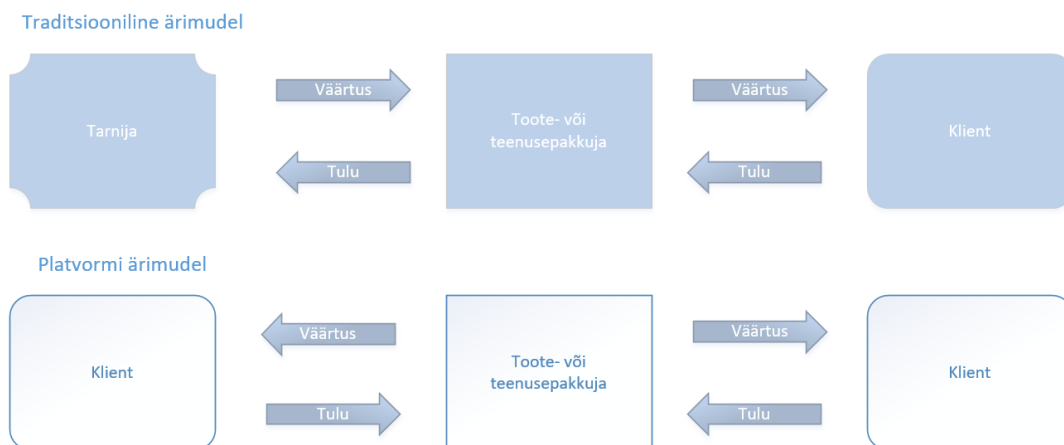 Traditsiooniline ärimudel
Tarnija
Väärtus
Tulu
Toote- või
teenusepakkuja
Väärtus
Tulu
Klient
Platvormi ärimudel
Klient
Väärtus
Tulu
Toote- või
teenusepakkuja
Väärtus
Tulu
Klient